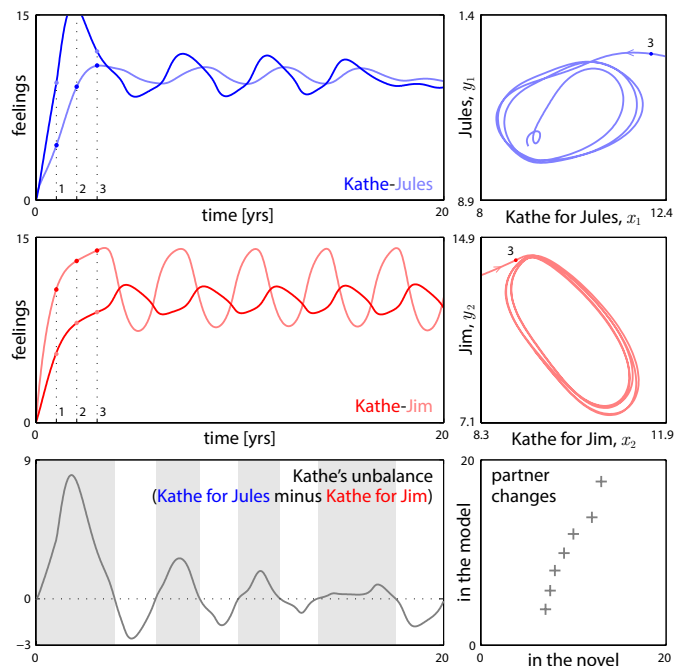 15
feelings
0
1
2
3
Kathe-Jules
0
time [yrs]
20
1.4
Jules, y1
3
8.9
8
Kathe for Jules, x1
12.4
15
feelings
0
1
2
3
Kathe-Jim
0
time [yrs]
20
14.9
Jim, y2
3
7.1
8.3
Kathe for Jim, x2
11.9
9
Kathe's unbalance
(Kathe for Jules minus Kathe for Jim)
0
−3
20
partner
changes
in the model
0
in the novel
20